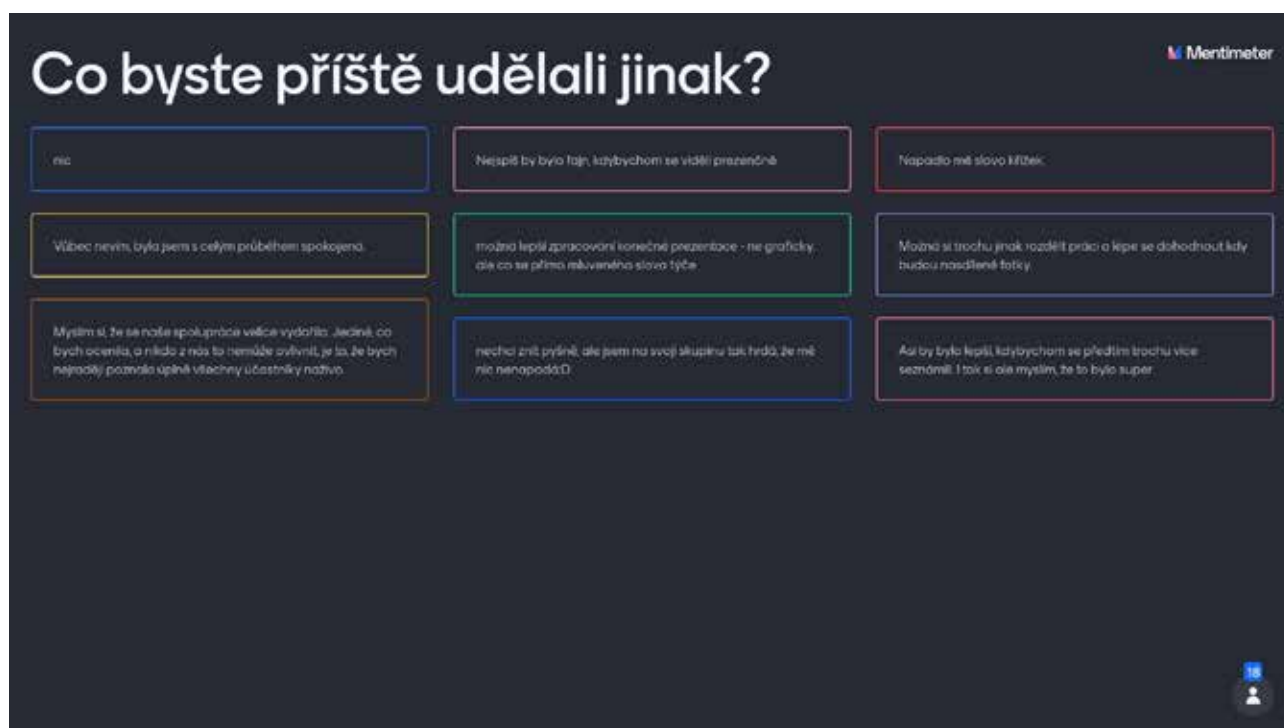 Co byste příště udělali jinak?
Mentimeter
nic
Nejspíš by bylo fajn, kdybychom se viděli prezenčně
Napadlo mě slovo křížek.
Vůbec nevím, byla jsem s celým průběhem spokojená.
možná lepší zpracování konečné prezentace - ne graficky,
ale co se přímo mluveného slova týče
Možná si trochu jinak rozdělit práci a lépe se dohodnout kdy
budou nasdílené fotky.
Myslím si, že se naše spolupráce velice vydařila. Jediné, co
bych ocenila, a nikdo z nás to nemůže ovlivnit, je to, že bych
nejraději poznala úplně všechny účastníky naživo.
nechci znít pyšně, ale jsem na svojí skupinu tak hrdá, že mě
nic nenapadá:D
Asi by bylo lepší, kdybychom se předtím trochu více
seznámili. I tak si ale myslím, že to bylo super.
18